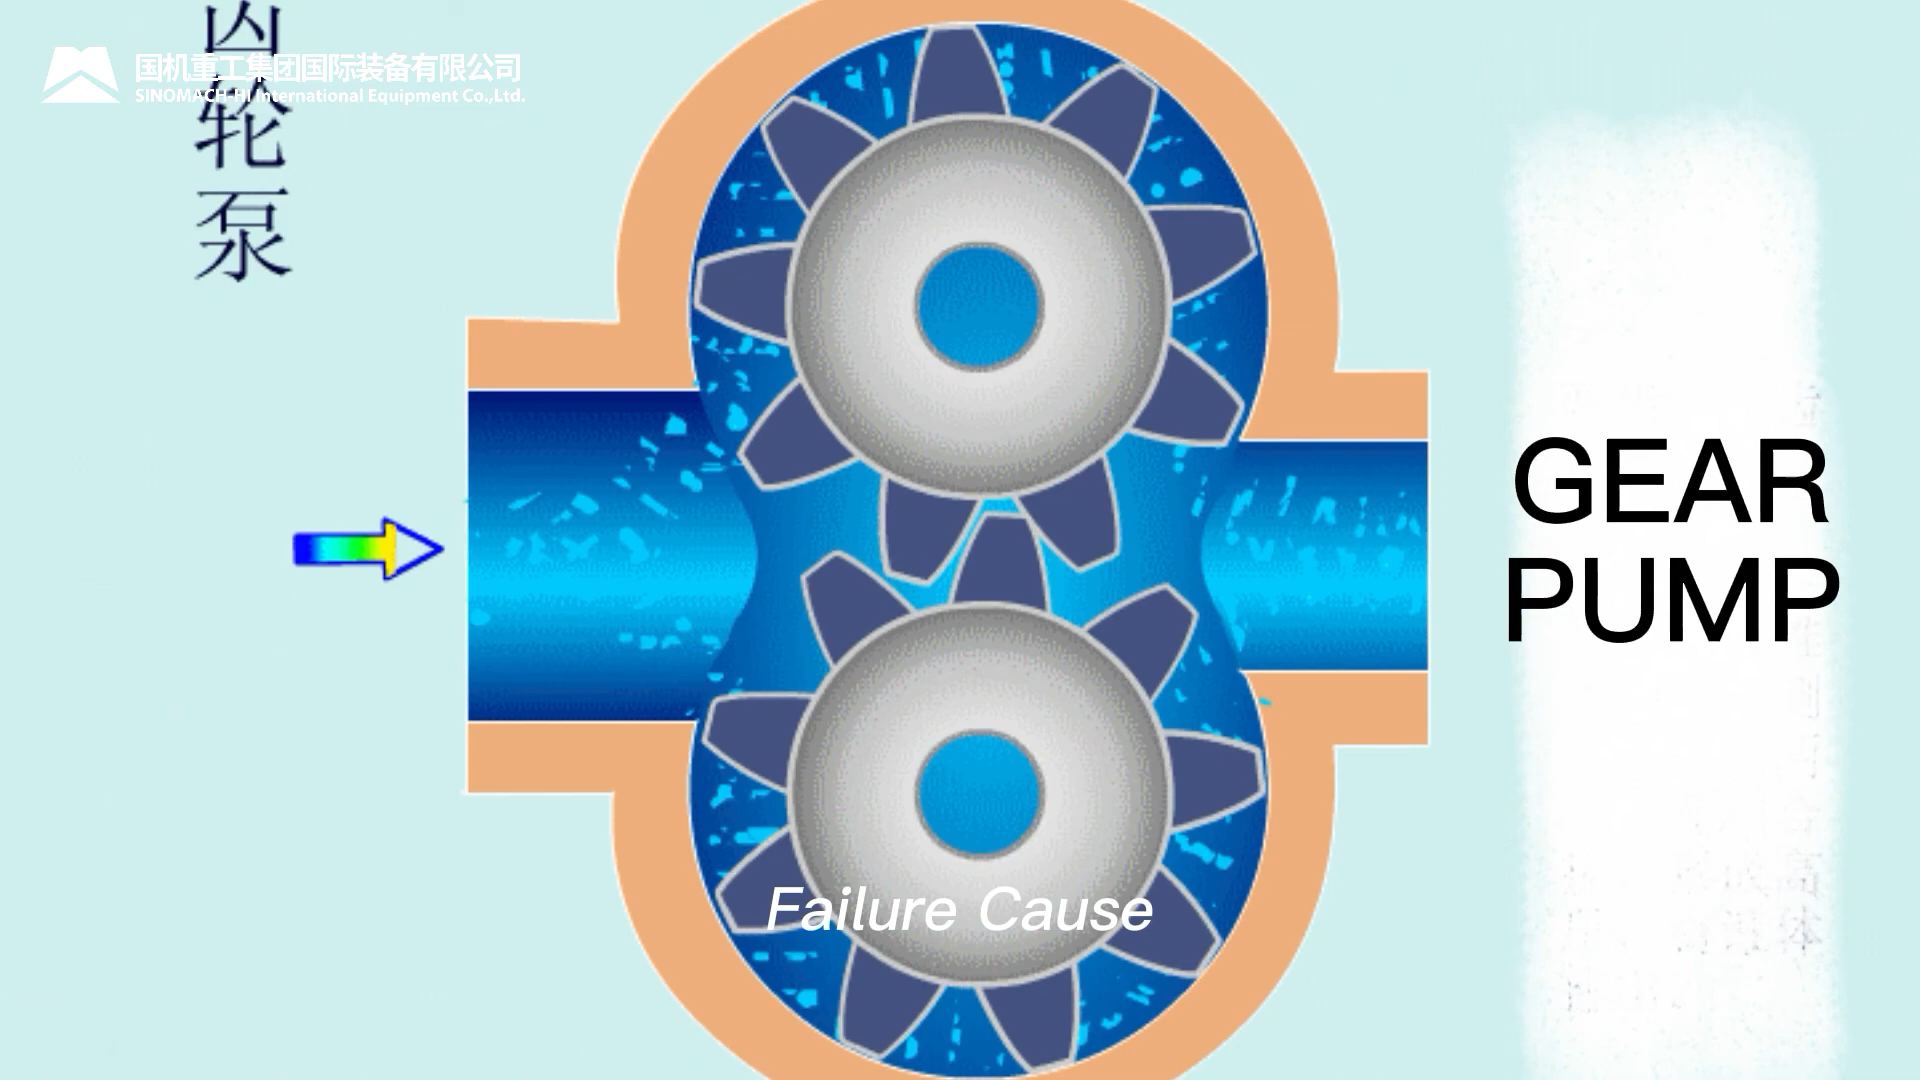 国机重工集团国际装备有限公司
SINOMACH-HI International Equipment Co.,Ltd.
轮
泵
GEAR
PUMP
Failure Cause